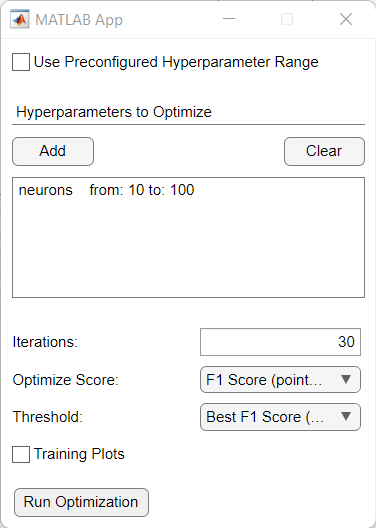 MATLAB App
Use Preconfigured Hyperparameter Range
Hyperparameters to Optimize
Add Clear
neurons from: 10 to: 100
Iterations: 30
Optimize Score: F1 Score (point...
Threshold: Best F1 Score (...
Training Plots
Run Optimization